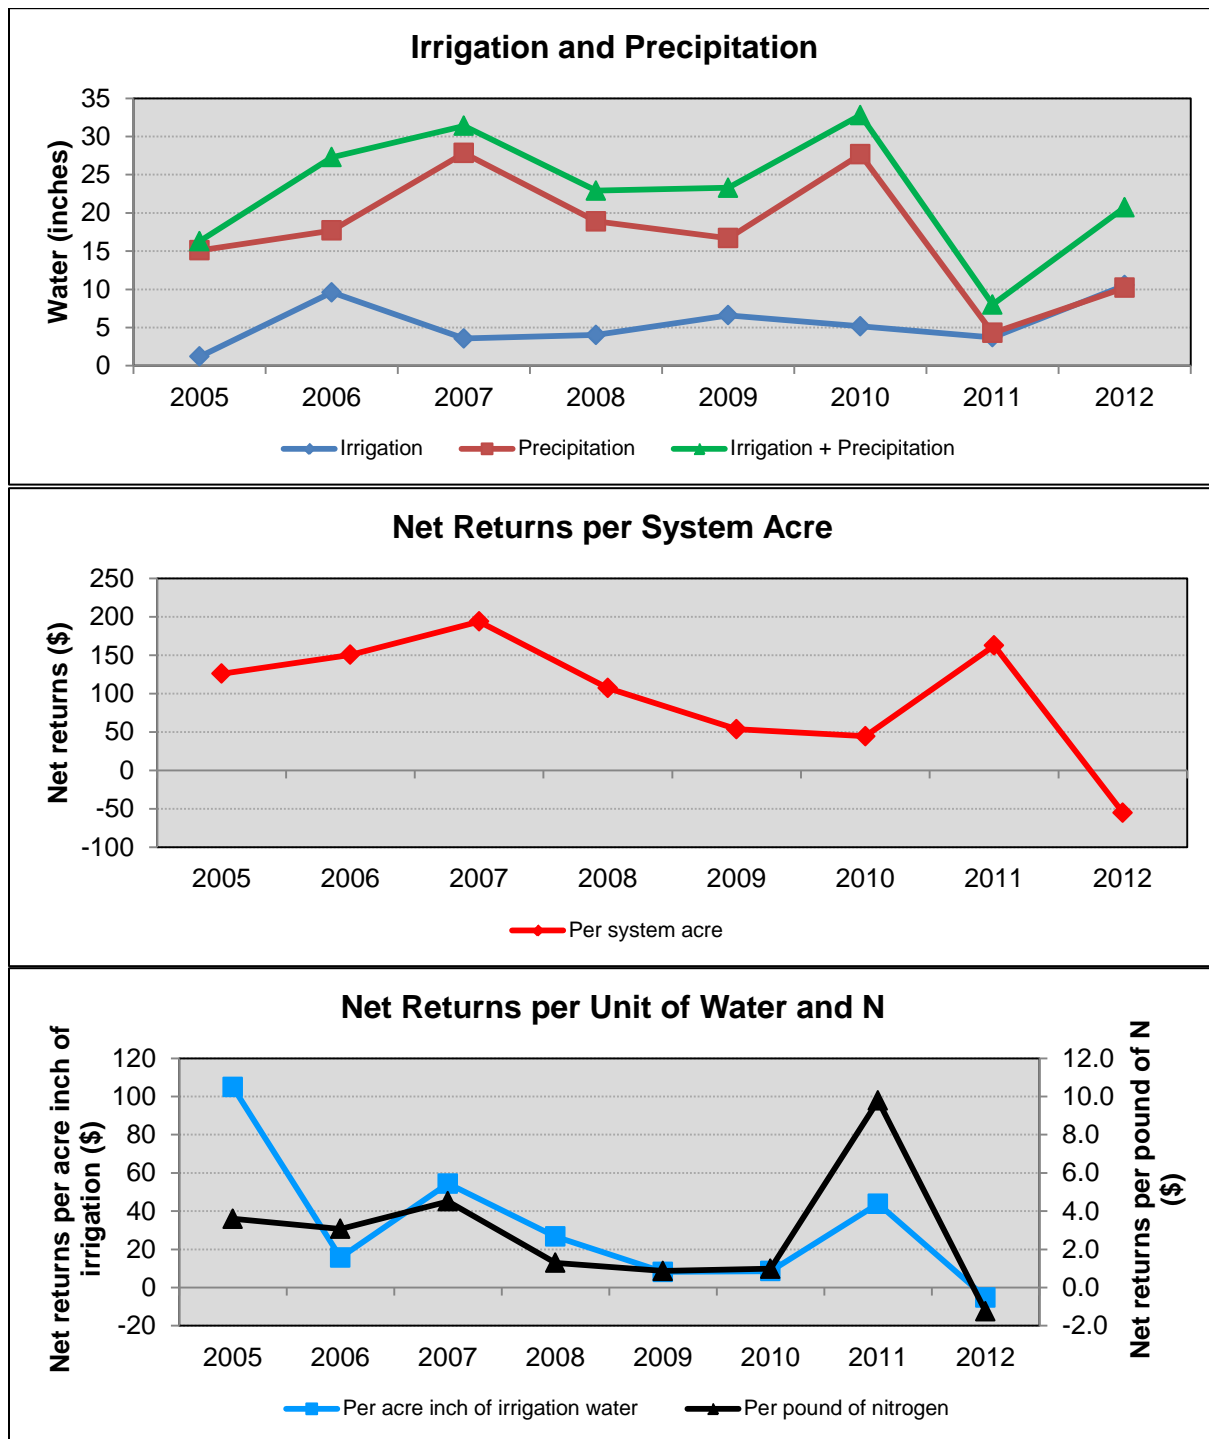 Irrigation and Precipitation
Water (inches)
35
30
25
20
15
10
5
0
2005 2006 2007 2008 2009 2010 2011 2012
Irrigation Precipitation Irrigation + Precipitation
Net Returns per System Acre
Net returns ($)
250
200
150
100
50
0
-50
-100
2005 2006 2007 2008 2009 2010 2011 2012
Per system acre
Net Returns per Unit of Water and N
Net returns per acre inch of
irrigation ($)
120
100
80
60
40
20
0
-20
12.0
10.0
8.0
6.0
4.0
2.0
0.0
-2.0
Net returns per pound of N
($)
2005 2006 2007 2008 2009 2010 2011 2012
Per acre inch of irrigation water Per pound of nitrogen